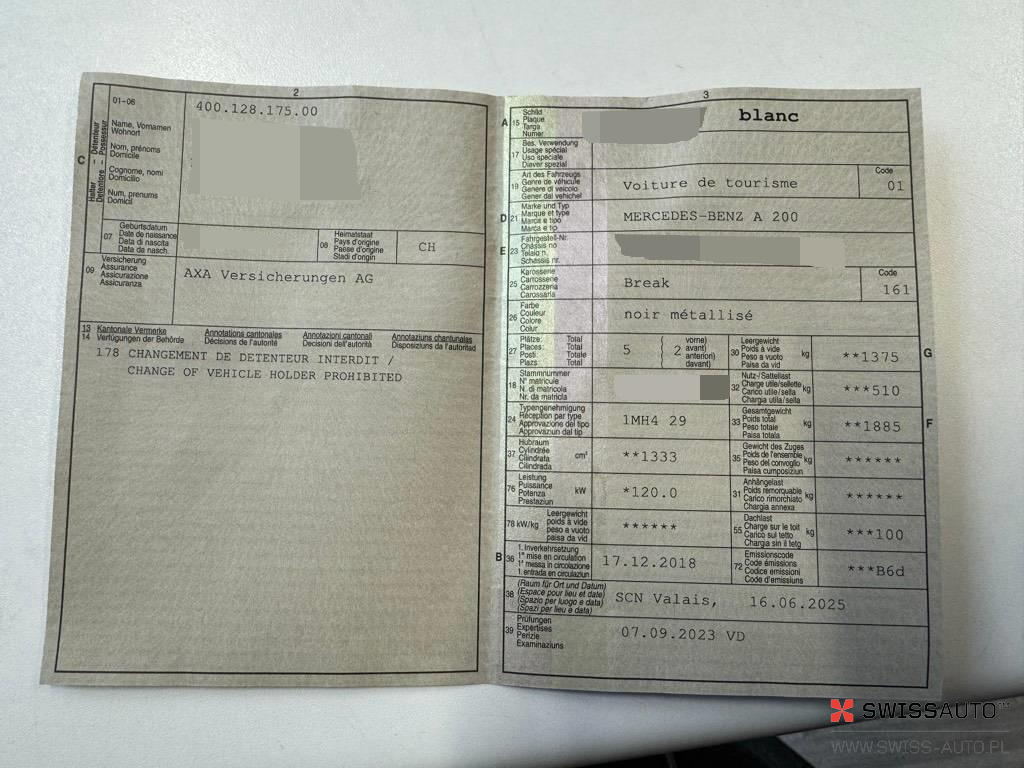 2
01-06
400.128.175.00
C
Halter - Détenteur
Detentore - Possessur
Name, Vornamen
Wohnort
Nom, prénoms
Domicile
Cognome, nomi
Domicilio
Num, prenums
Domicil
07
Geburtsdatum
Date de naissance
Data di nascita
Data da nasch.
08
Heimatstaat
Pays d'origine
Paese d'origine
Stadi d'origin
CH
09
Versicherung
Assurance
Assicurazione
Assicuranza
AXA Versicherungen AG
13 Kantonale Vermerke
14 Verfügungen der Behörde
Annotations cantonales
Décisions de l'autorité
Annotazioni cantonali
Decisioni dell'autorità
Annotaziuns chantunalas
Disposiziuns da l'autoritad
178 CHANGEMENT DE DETENTEUR INTERDIT /
CHANGE OF VEHICLE HOLDER PROHIBITED
3
A 15
Schild
Plaque
Targa
Numer
blanc
17
Bes. Verwendung
Usage spécial
Uso speciale
Diever spezial
19
Art des Fahrzeugs
Genre de véhicule
Genere di veicolo
Gener dal vehichel
Voiture de tourisme
Code
01
D 21
Marke und Typ
Marque et type
Marca e tipo
Marca e tip
MERCEDES-BENZ A 200
E 23
Fahrgestell-Nr.
Châssis no
Telaio n.
Schassis nr.
25
Karosserie
Carrosserie
Carrozzeria
Carossaria
Break
Code
161
26
Farbe
Couleur
Colore
Colur
noir métallisé
27
Plätze: Total
Places: Total
Posti: Totale
Plazs: Total
5
vorne)
avant)
anteriori)
davant)
2
30
Leergewicht
Poids à vide
Peso a vuoto
Paisa da vid
kg
**1375
G
18
Stammnummer
N° matricule
N. di matricola
Nr. da matricla
32
Nutz-/Sattellast
Charge utile/sellette
Carico utile/sella
Chargia utila/sella
kg
***510
24
Typengenehmigung
Réception par type
Approvazione del tipo
Approvaziun dal tip
1MH4 29
33
Gesamtgewicht
Poids total
Peso totale
Paisa totala
kg
**1885
F
37
Hubraum
Cylindrée
Cilindrata
Cilindrada
cm³
**1333
35
Gewicht des Zuges
Poids de l'ensemble
Peso del convoglio
Paisa cumposiziun
kg
******
76
Leistung
Puissance
Potenza
Prestaziun
kW
*120.0
31
Anhängelast
Poids remorquable
Carico rimorchiato
Chargia annexa
kg
******
78 kW/kg
Leergewicht
poids à vide
peso a vuoto
paisa da vid
******
55
Dachlast
Charge sur le toit
Carico sul tetto
Chargia sin il tetg
kg
***100
B 36
1. Inverkehrsetzung
1re mise en circulation
1a messa in circolazione
1. entrada en circulaziun
17.12.2018
72
Emissionscode
Code émissions
Codice emissioni
Code d'emissiuns
***B6d
38
(Raum für Ort und Datum)
(Espace pour lieu et date)
(Spazio per luogo e data)
(Spazi per lieu e data)
SCN Valais, 16.06.2025
39
Prüfungen
Expertises
Perizie
Examinaziuns
07.09.2023 VD
SWISSAUTO
WWW.SWISS-AUTO.PL